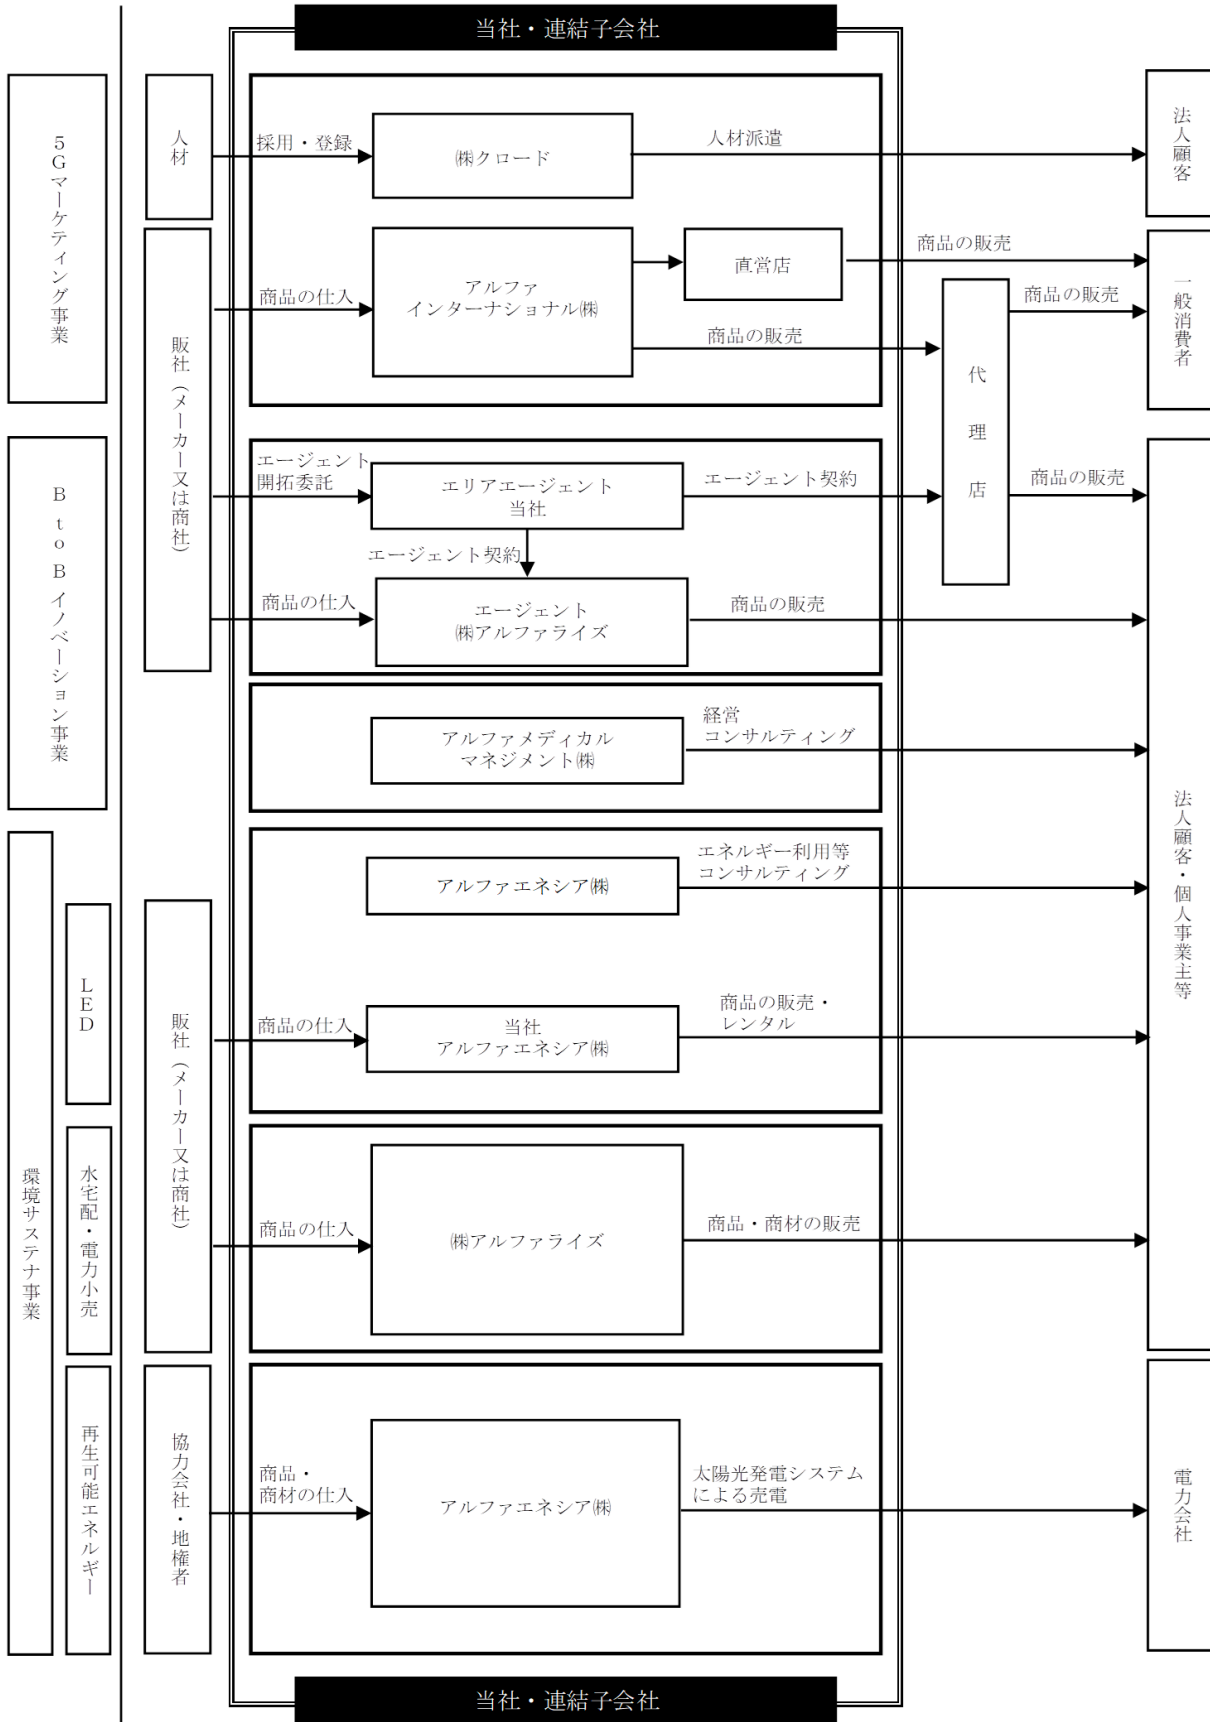 当社・連結子会社
5Gマーケティング事業
人材
採用・登録
㈱クロード
人材派遣
法人顧客
販社（メーカー又は商社）
商品の仕入
アルファ
インターナショナル㈱
直営店
商品の販売
商品の販売
代理店
商品の販売
一般消費者
BtoBイノベーション事業
エージェント
開拓委託
エリアエージェント
当社
エージェント契約
商品の販売
エージェント契約
商品の仕入
エージェント
㈱アルファライズ
商品の販売
アルファメディカル
マネジメント㈱
経営
コンサルティング
法人顧客・個人事業主等
環境サステナ事業
LED
販社（メーカー又は商社）
アルファエネシア㈱
エネルギー利用等
コンサルティング
商品の仕入
当社
アルファエネシア㈱
商品の販売・
レンタル
水宅配・電力小売
商品の仕入
㈱アルファライズ
商品・商材の販売
再生可能エネルギー
協力会社・地権者
商品・
商材の仕入
アルファエネシア㈱
太陽光発電システム
による売電
電力会社
当社・連結子会社